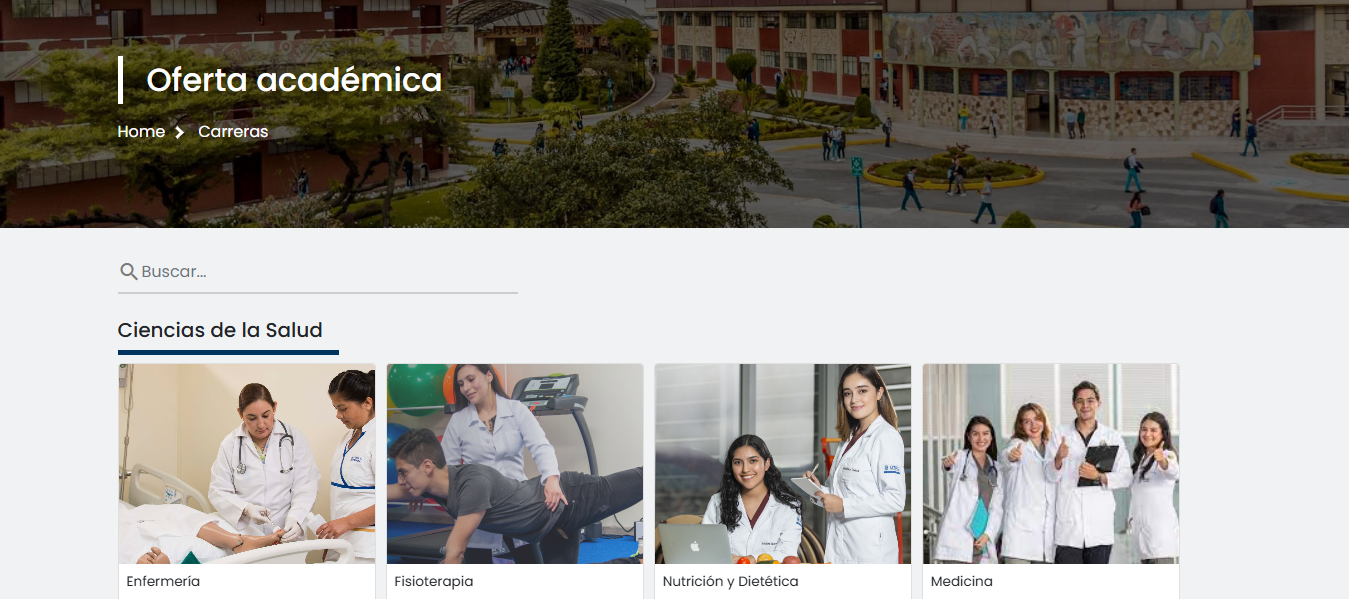 Oferta académica
Home Carreras
Buscar...
Ciencias de la Salud
Enfermería
Fisioterapia
Nutrición y Dietética
Medicina